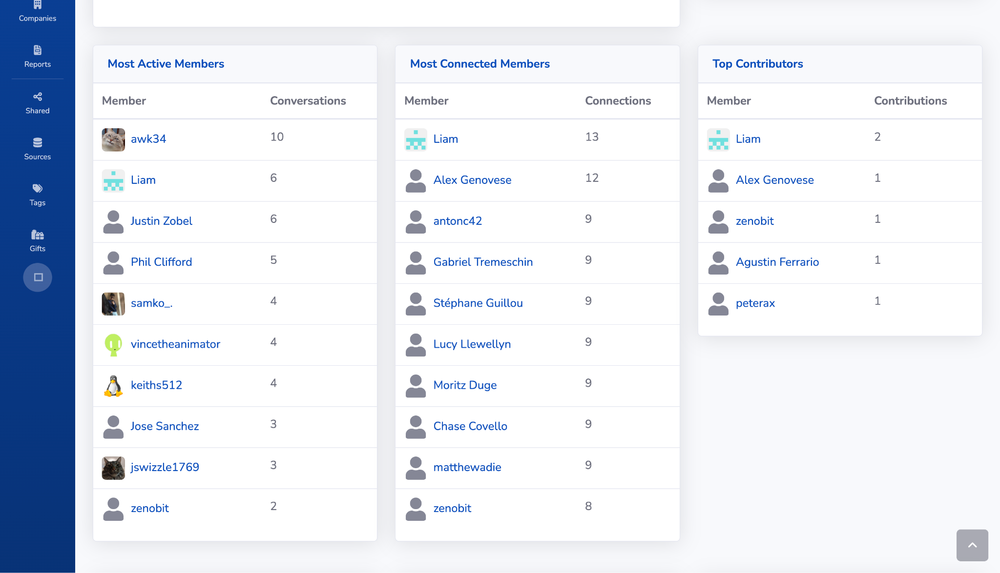 Companies
Reports
Shared
Sources
Tags
Gifts
Most Active Members
Member Conversations
awk34 10
Liam 6
Justin Zobel 6
Phil Clifford 5
samko_. 4
vincetheanimator 4
keiths512 4
Jose Sanchez 3
jswizzle1769 3
zenobit 2
Most Connected Members
Member Connections
Liam 13
Alex Genovese 12
antonc42 9
Gabriel Tremeschin 9
Stéphane Guillou 9
Lucy Llewellyn 9
Moritz Duge 9
Chase Covello 9
matthewadie 9
zenobit 8
Top Contributors
Member Contributions
Liam 2
Alex Genovese 1
zenobit 1
Agustin Ferrario 1
peterax 1